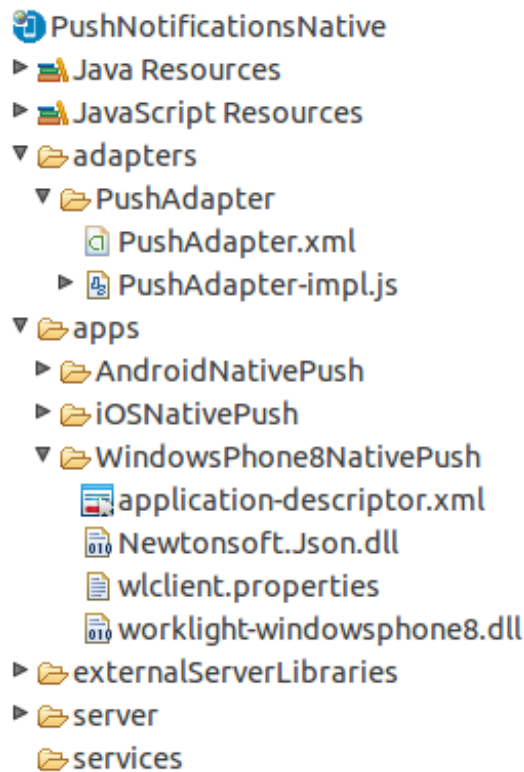 PushNotificationsNative
Java Resources
JavaScript Resources
adapters
PushAdapter
PushAdapter.xml
PushAdapter-impl.js
apps
AndroidNativePush
iOSNativePush
WindowsPhone8NativePush
application-descriptor.xml
Newtonsoft.Json.dll
wlclient.properties
worklight-windowsphone8.dll
externalServerLibraries
server
services